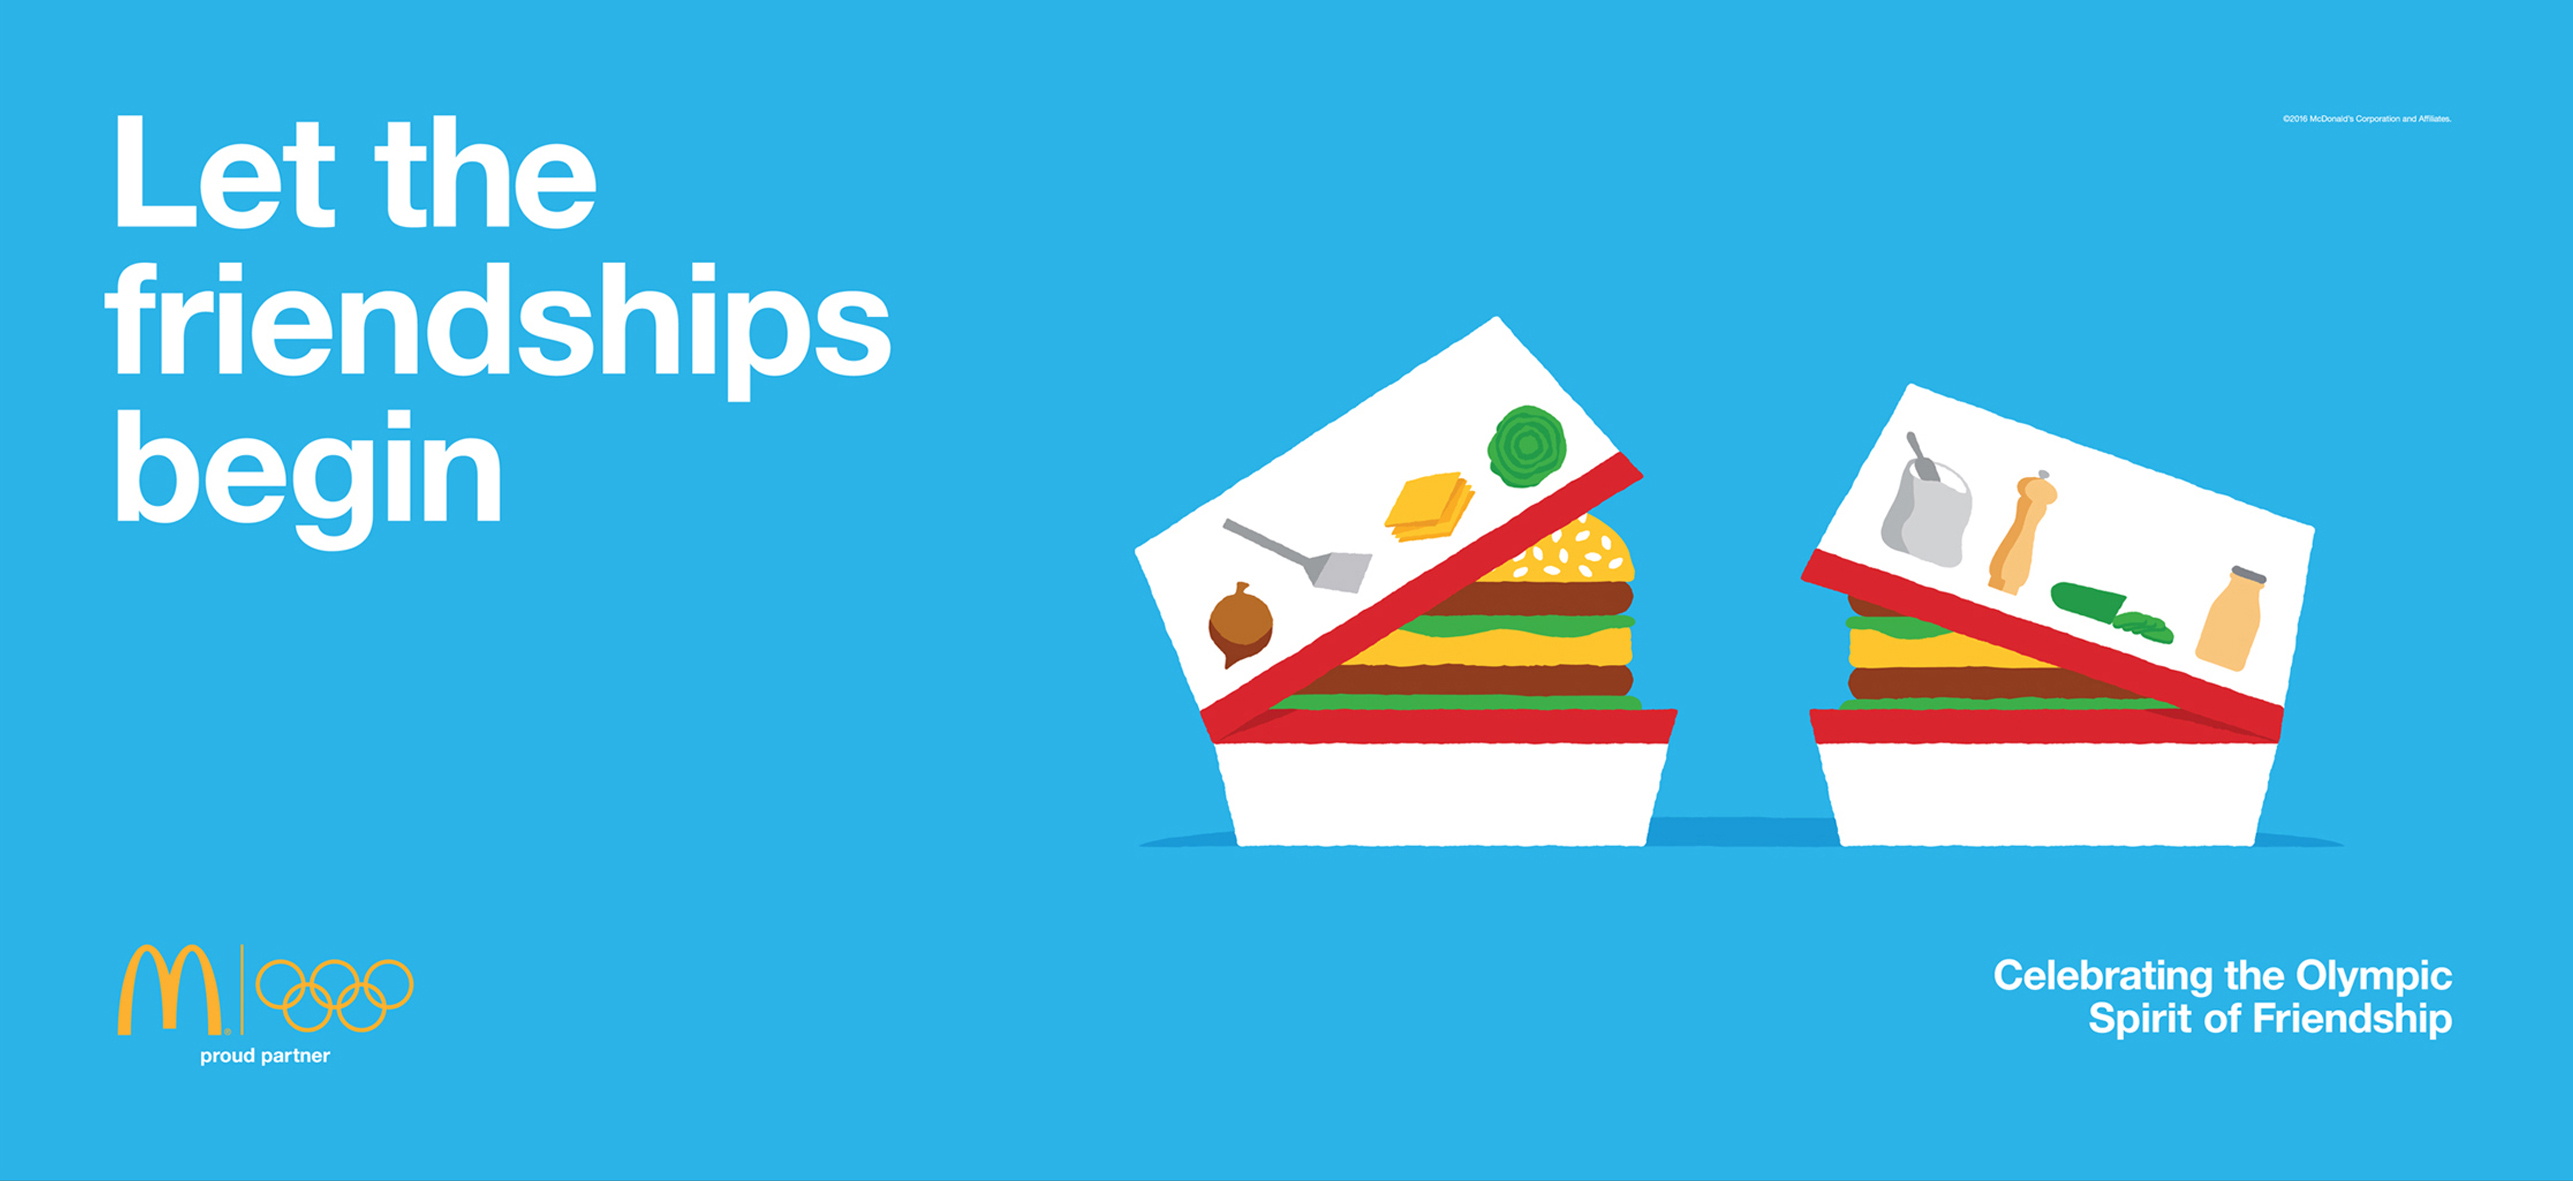 Let the
friendships
begin
©2016 McDonald's Corporation and Affiliates.
M®
proud partner
Celebrating the Olympic
Spirit of Friendship